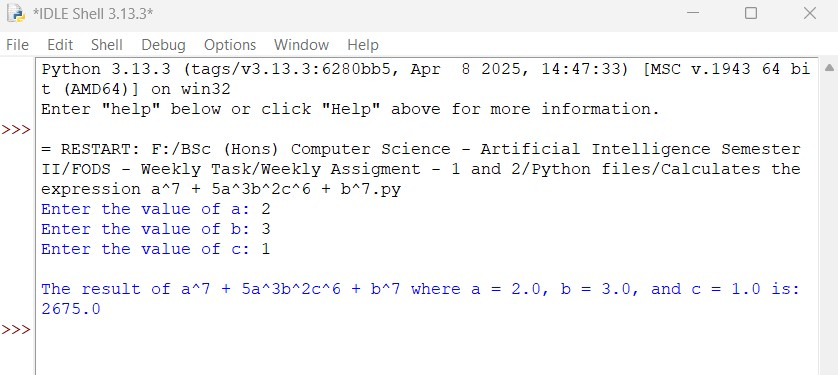 *IDLE Shell 3.13.3*
File Edit Shell Debug Options Window Help
Python 3.13.3 (tags/v3.13.3:6280bb5, Apr  8 2025, 14:47:33) [MSC v.1943 64 bi
t (AMD64)] on win32
Enter "help" below or click "Help" above for more information.
>>>
= RESTART: F:/BSc (Hons) Computer Science - Artificial Intelligence Semester
II/FODS - Weekly Task/Weekly Assigment - 1 and 2/Python files/Calculates the
expression a^7 + 5a^3b^2c^6 + b^7.py
Enter the value of a: 2
Enter the value of b: 3
Enter the value of c: 1
The result of a^7 + 5a^3b^2c^6 + b^7 where a = 2.0, b = 3.0, and c = 1.0 is:
2675.0
>>>